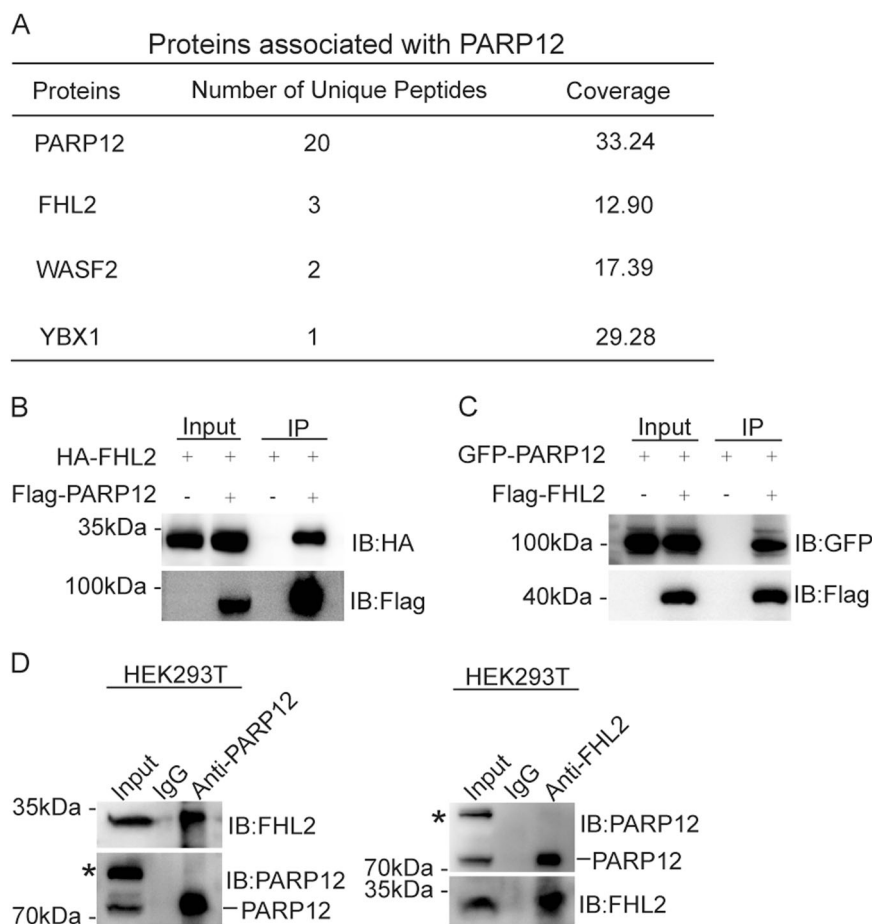 A
Proteins associated with PARP12
Proteins Number of Unique Peptides Coverage
PARP12 20 33.24
FHL2 3 12.90
WASF2 2 17.39
YBX1 1 29.28
B
Input IP
HA-FHL2 + + + +
Flag-PARP12 - + - +
35kDa - IB:HA
100kDa - IB:Flag
C
Input IP
GFP-PARP12 + + + +
Flag-FHL2 - + - +
100kDa - IB:GFP
40kDa - IB:Flag
D
HEK293T
Input IgG Anti-PARP12
35kDa - IB:FHL2
* IB:PARP12
70kDa - -PARP12
HEK293T
Input IgG Anti-FHL2
* IB:PARP12
70kDa - -PARP12
35kDa - IB:FHL2